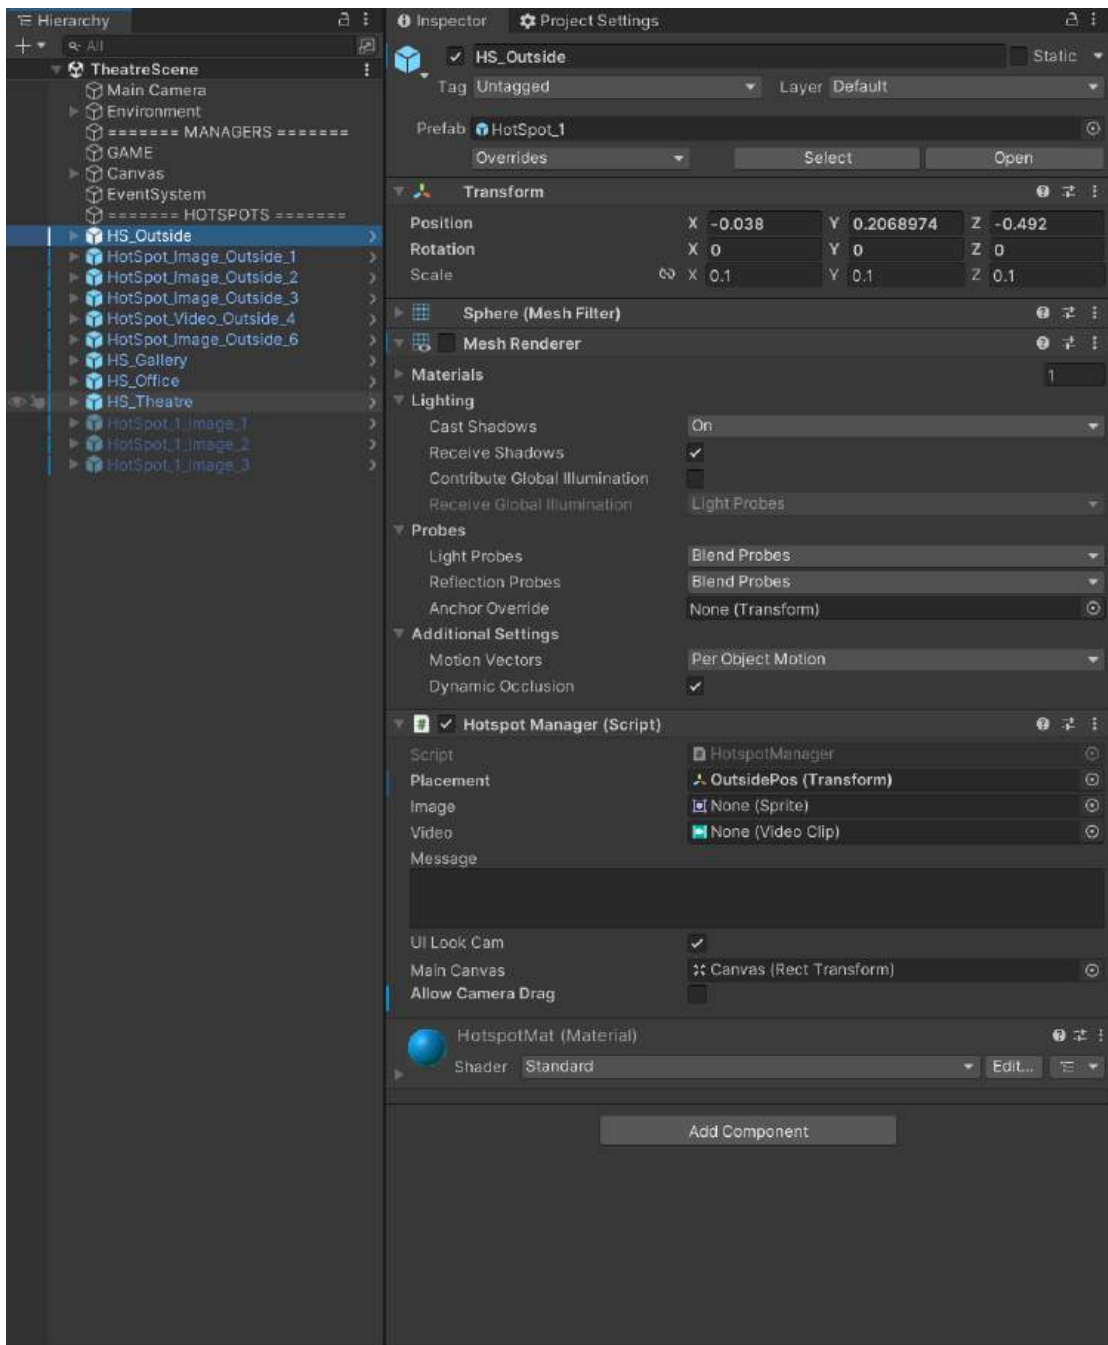 Hierarchy
All
TheatreScene
Main Camera
Environment
======= MANAGERS =======
GAME
Canvas
EventSystem
======= HOTSPOTS =======
HS_Outside
HotSpot_Image_Outside_1
HotSpot_Image_Outside_2
HotSpot_Image_Outside_3
HotSpot_Video_Outside_4
HotSpot_Image_Outside_6
HS_Gallery
HS_Office
HS_Theatre
HotSpot_1_Image_1
HotSpot_1_Image_2
HotSpot_1_Image_3
Inspector Project Settings
HS_Outside Static
Tag Untagged Layer Default
Prefab HotSpot_1
Overrides Select Open
Transform
Position X -0.038 Y 0.2068974 Z -0.492
Rotation X 0 Y 0 Z 0
Scale X 0.1 Y 0.1 Z 0.1
Sphere (Mesh Filter)
Mesh Renderer
Materials 1
Lighting
Cast Shadows On
Receive Shadows
Contribute Global Illumination
Receive Global Illumination Light Probes
Probes
Light Probes Blend Probes
Reflection Probes Blend Probes
Anchor Override None (Transform)
Additional Settings
Motion Vectors Per Object Motion
Dynamic Occlusion
# Hotspot Manager (Script)
Script HotspotManager
Placement OutsidePos (Transform)
Image None (Sprite)
Video None (Video Clip)
Message
UI Look Cam
Main Canvas Canvas (Rect Transform)
Allow Camera Drag
HotspotMat (Material)
Shader Standard Edit...
Add Component